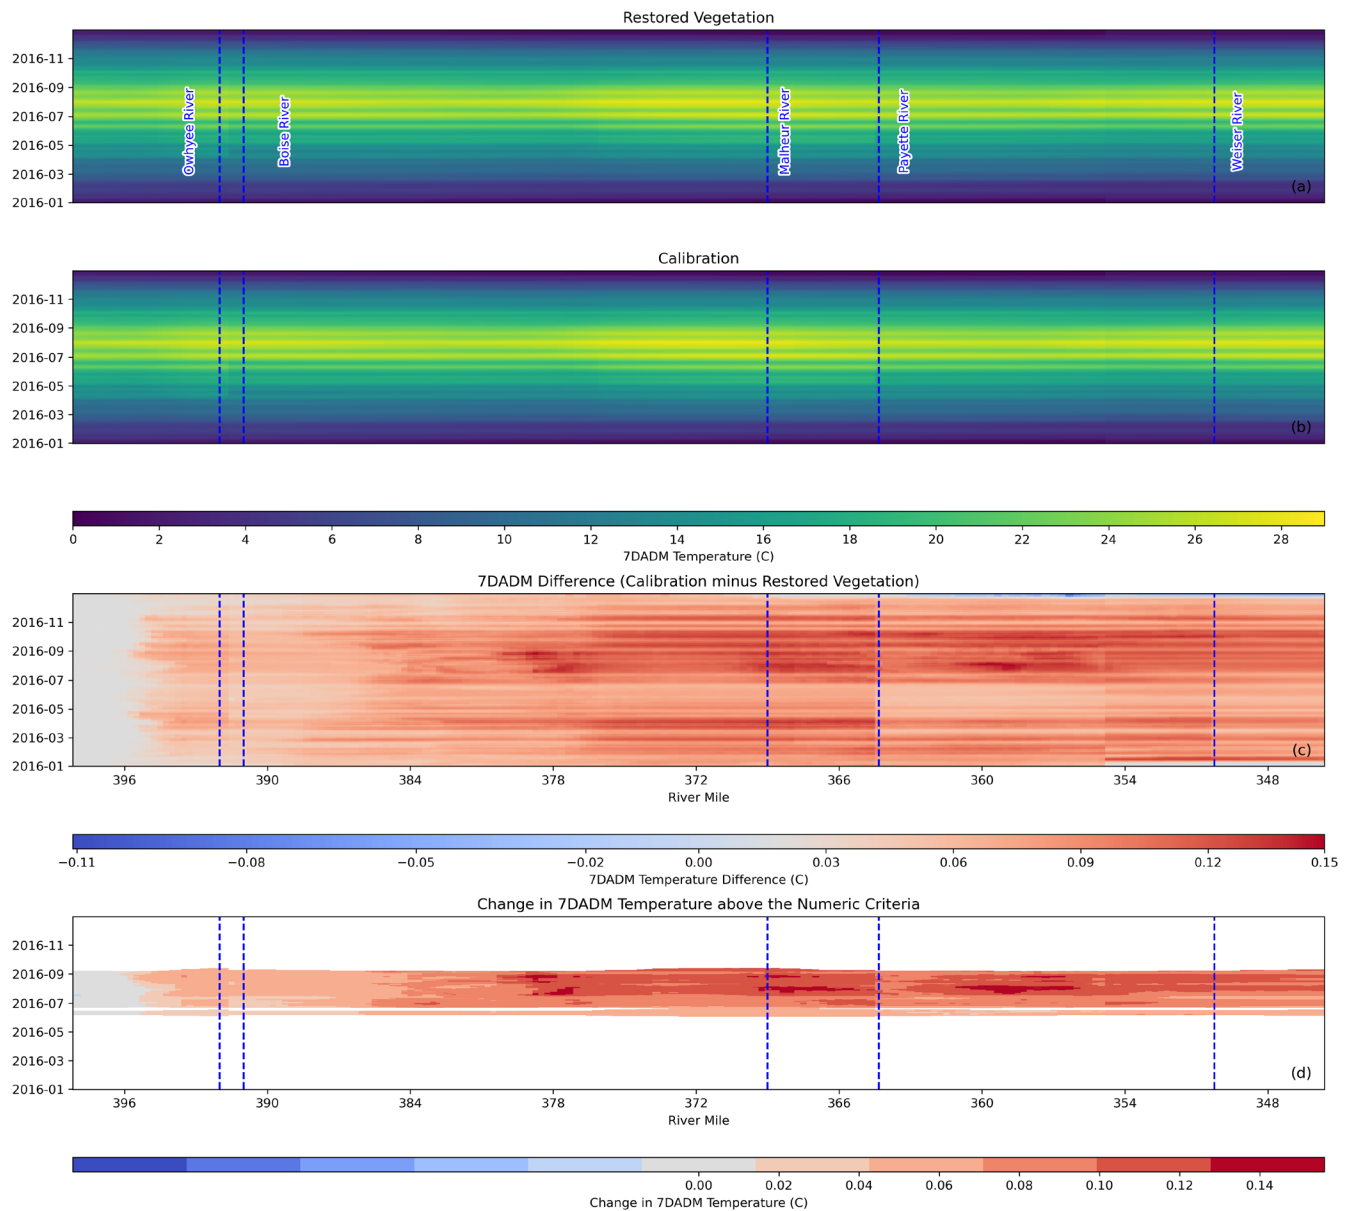 Restored Vegetation
2016-11
2016-09
2016-07
2016-05
2016-03
2016-01
Owhyee River
Boise River
Malheur River
Payette River
Weiser River
(a)
Calibration
2016-11
2016-09
2016-07
2016-05
2016-03
2016-01
(b)
0 2 4 6 8 10 12 14 16 18 20 22 24 26 28
7DADM Temperature (C)
7DADM Difference (Calibration minus Restored Vegetation)
2016-11
2016-09
2016-07
2016-05
2016-03
2016-01
(c)
396 390 384 378 372 366 360 354 348
River Mile
−0.11 −0.08 −0.05 −0.02 0.00 0.03 0.06 0.09 0.12 0.15
7DADM Temperature Difference (C)
Change in 7DADM Temperature above the Numeric Criteria
2016-11
2016-09
2016-07
2016-05
2016-03
2016-01
(d)
396 390 384 378 372 366 360 354 348
River Mile
0.00 0.02 0.04 0.06 0.08 0.10 0.12 0.14
Change in 7DADM Temperature (C)